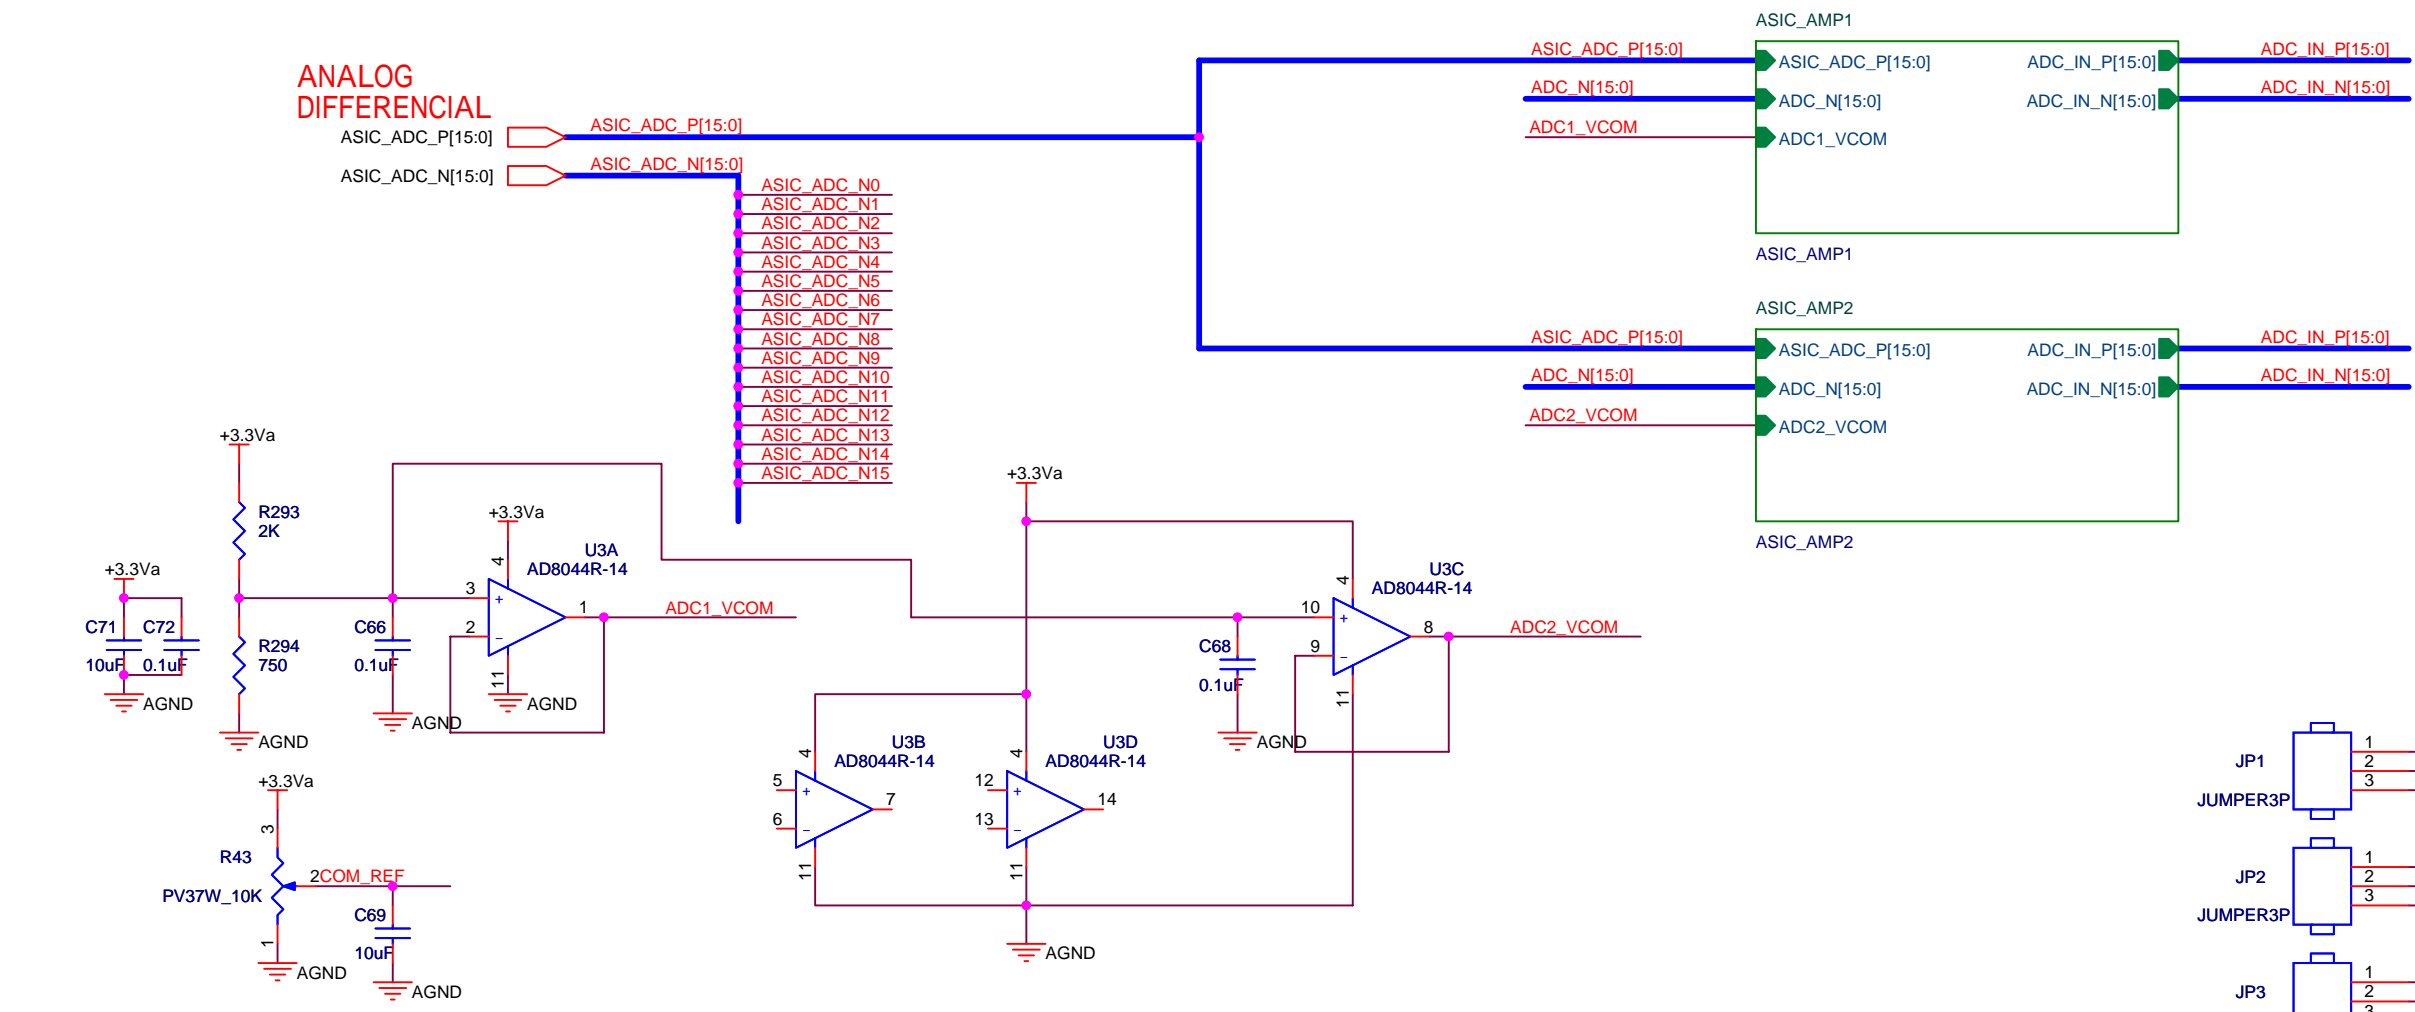 ANALOG
DIFFERENCIAL
ASIC_ADC_P[15:0]
ASIC_ADC_P[15:0]
ASIC_ADC_N[15:0]
ASIC_ADC_N[15:0]
ASIC_ADC_N0
ASIC_ADC_N1
ASIC_ADC_N2
ASIC_ADC_N3
ASIC_ADC_N4
ASIC_ADC_N5
ASIC_ADC_N6
ASIC_ADC_N7
ASIC_ADC_N8
ASIC_ADC_N9
ASIC_ADC_N10
ASIC_ADC_N11
ASIC_ADC_N12
ASIC_ADC_N13
ASIC_ADC_N14
ASIC_ADC_N15
ASIC_AMP1
ASIC_ADC_P[15:0]
ADC_N[15:0]
ADC1_VCOM
ASIC_ADC_P[15:0]
ADC_N[15:0]
ADC1_VCOM
ADC_IN_P[15:0]
ADC_IN_N[15:0]
ADC_IN_P[15:0]
ADC_IN_N[15:0]
ASIC_AMP1
ASIC_AMP2
ASIC_ADC_P[15:0]
ADC_N[15:0]
ADC2_VCOM
ASIC_ADC_P[15:0]
ADC_N[15:0]
ADC2_VCOM
ADC_IN_P[15:0]
ADC_IN_N[15:0]
ADC_IN_P[15:0]
ADC_IN_N[15:0]
ASIC_AMP2
+3.3Va
R293
2K
+3.3Va
C71
10uF
C72
0.1uF
AGND
R294
750
AGND
C66
0.1uF
AGND
+3.3Va
U3A
AD8044R-14
4
3
+
2
−
1
11
AGND
ADC1_VCOM
+3.3Va
U3C
AD8044R-14
4
10
+
9
−
8
11
ADC2_VCOM
C68
0.1uF
AGND
U3B
AD8044R-14
4
5
+
6
−
7
11
U3D
AD8044R-14
4
12
+
13
−
14
11
AGND
+3.3Va
3
R43
PV37W_10K
2
COM_REF
1
AGND
C69
10uF
AGND
JP1
JUMPER3P
1
2
3
JP2
JUMPER3P
1
2
3
JP3
1
2
3